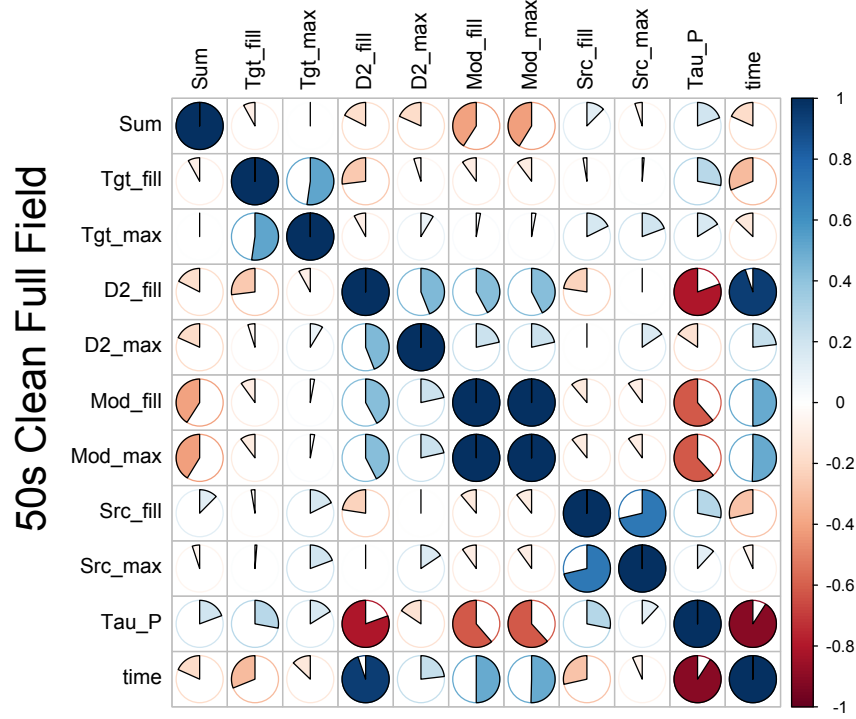 Sum Tgt_fill Tgt_max D2_fill D2_max Mod_fill Mod_max Src_fill Src_max Tau_P time
50s Clean Full Field
Sum
Tgt_fill
Tgt_max
D2_fill
D2_max
Mod_fill
Mod_max
Src_fill
Src_max
Tau_P
time
1
0.8
0.6
0.4
0.2
0
-0.2
-0.4
-0.6
-0.8
-1